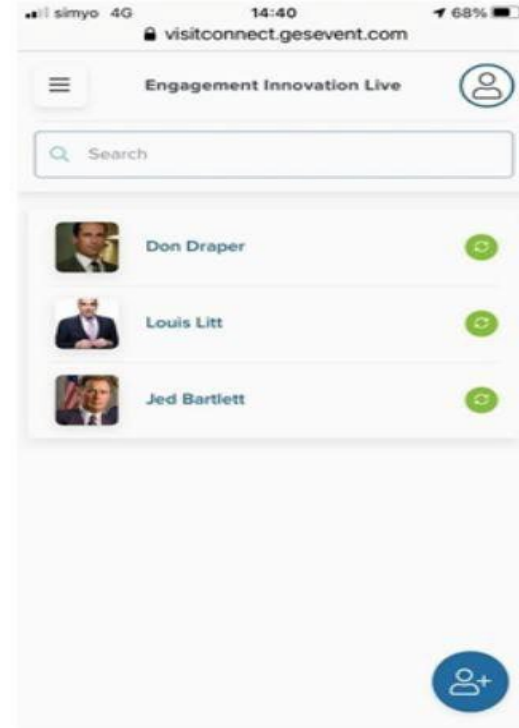 simyo 4G 14:40 68%
visitconnect.gesevent.com
Engagement Innovation Live
Search
Don Draper
Louis Litt
Jed Bartlett